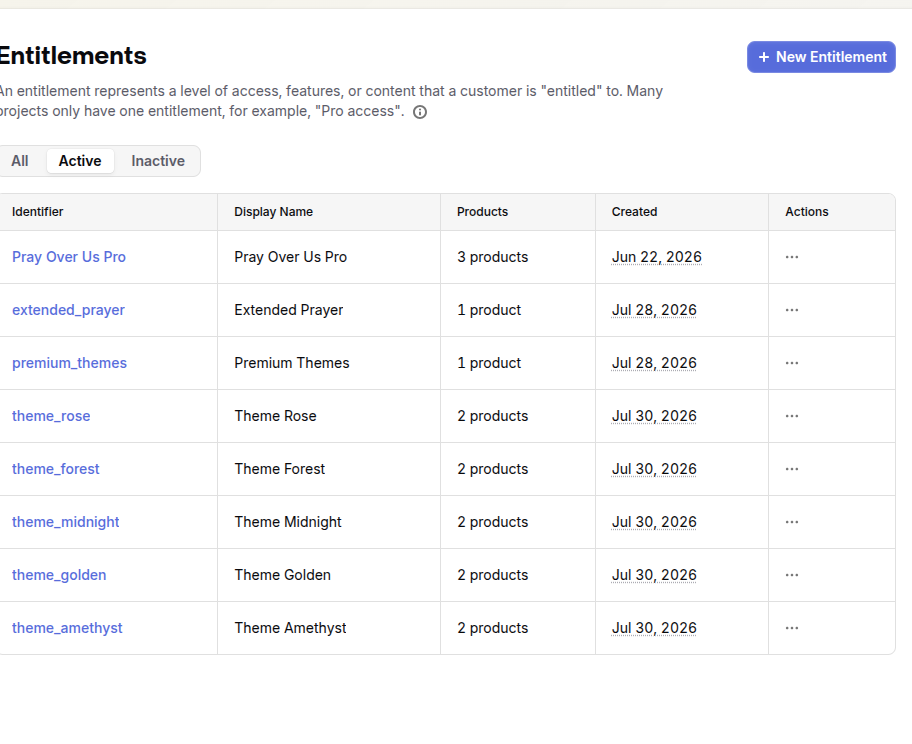 Entitlements
+ New Entitlement
An entitlement represents a level of access, features, or content that a customer is "entitled" to. Many
projects only have one entitlement, for example, "Pro access".
All Active Inactive
Identifier Display Name Products Created Actions
Pray Over Us Pro Pray Over Us Pro 3 products Jun 22, 2026 ...
extended_prayer Extended Prayer 1 product Jul 28, 2026 ...
premium_themes Premium Themes 1 product Jul 28, 2026 ...
theme_rose Theme Rose 2 products Jul 30, 2026 ...
theme_forest Theme Forest 2 products Jul 30, 2026 ...
theme_midnight Theme Midnight 2 products Jul 30, 2026 ...
theme_golden Theme Golden 2 products Jul 30, 2026 ...
theme_amethyst Theme Amethyst 2 products Jul 30, 2026 ...